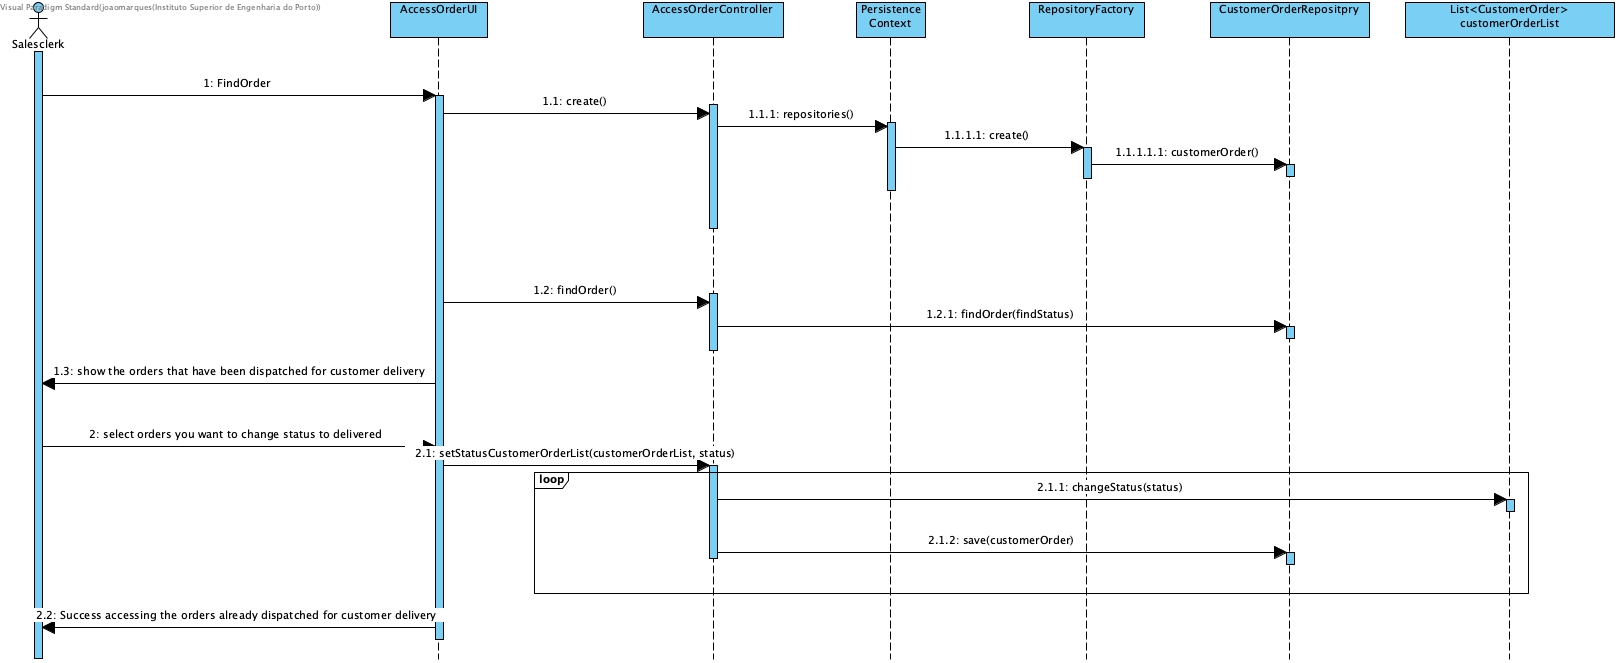 Visual Paradigm Standard(joaomarques(Instituto Superior de Engenharia do Porto))
Salesclerk
AccessOrderUI
AccessOrderController
Persistence
Context
RepositoryFactory
CustomerOrderRepositpry
List<CustomerOrder>
customerOrderList
1: FindOrder
1.1: create()
1.1.1: repositories()
1.1.1.1: create()
1.1.1.1.1: customerOrder()
1.2: findOrder()
1.2.1: findOrder(findStatus)
1.3: show the orders that have been dispatched for customer delivery
2: select orders you want to change status to delivered
2.1: setStatusCustomerOrderList(customerOrderList, status)
loop
2.1.1: changeStatus(status)
2.1.2: save(customerOrder)
2.2: Success accessing the orders already dispatched for customer delivery